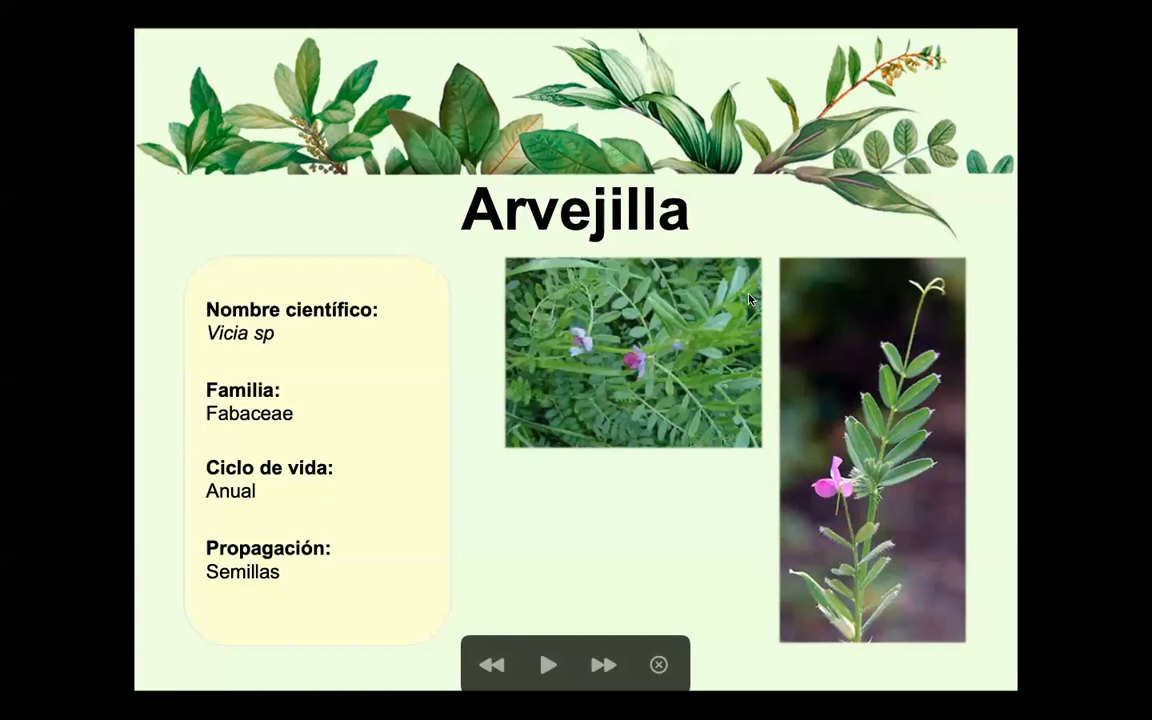 Arvejilla
Nombre científico:
Vicia sp
Familia:
Fabaceae
Ciclo de vida:
Anual
Propagación:
Semillas